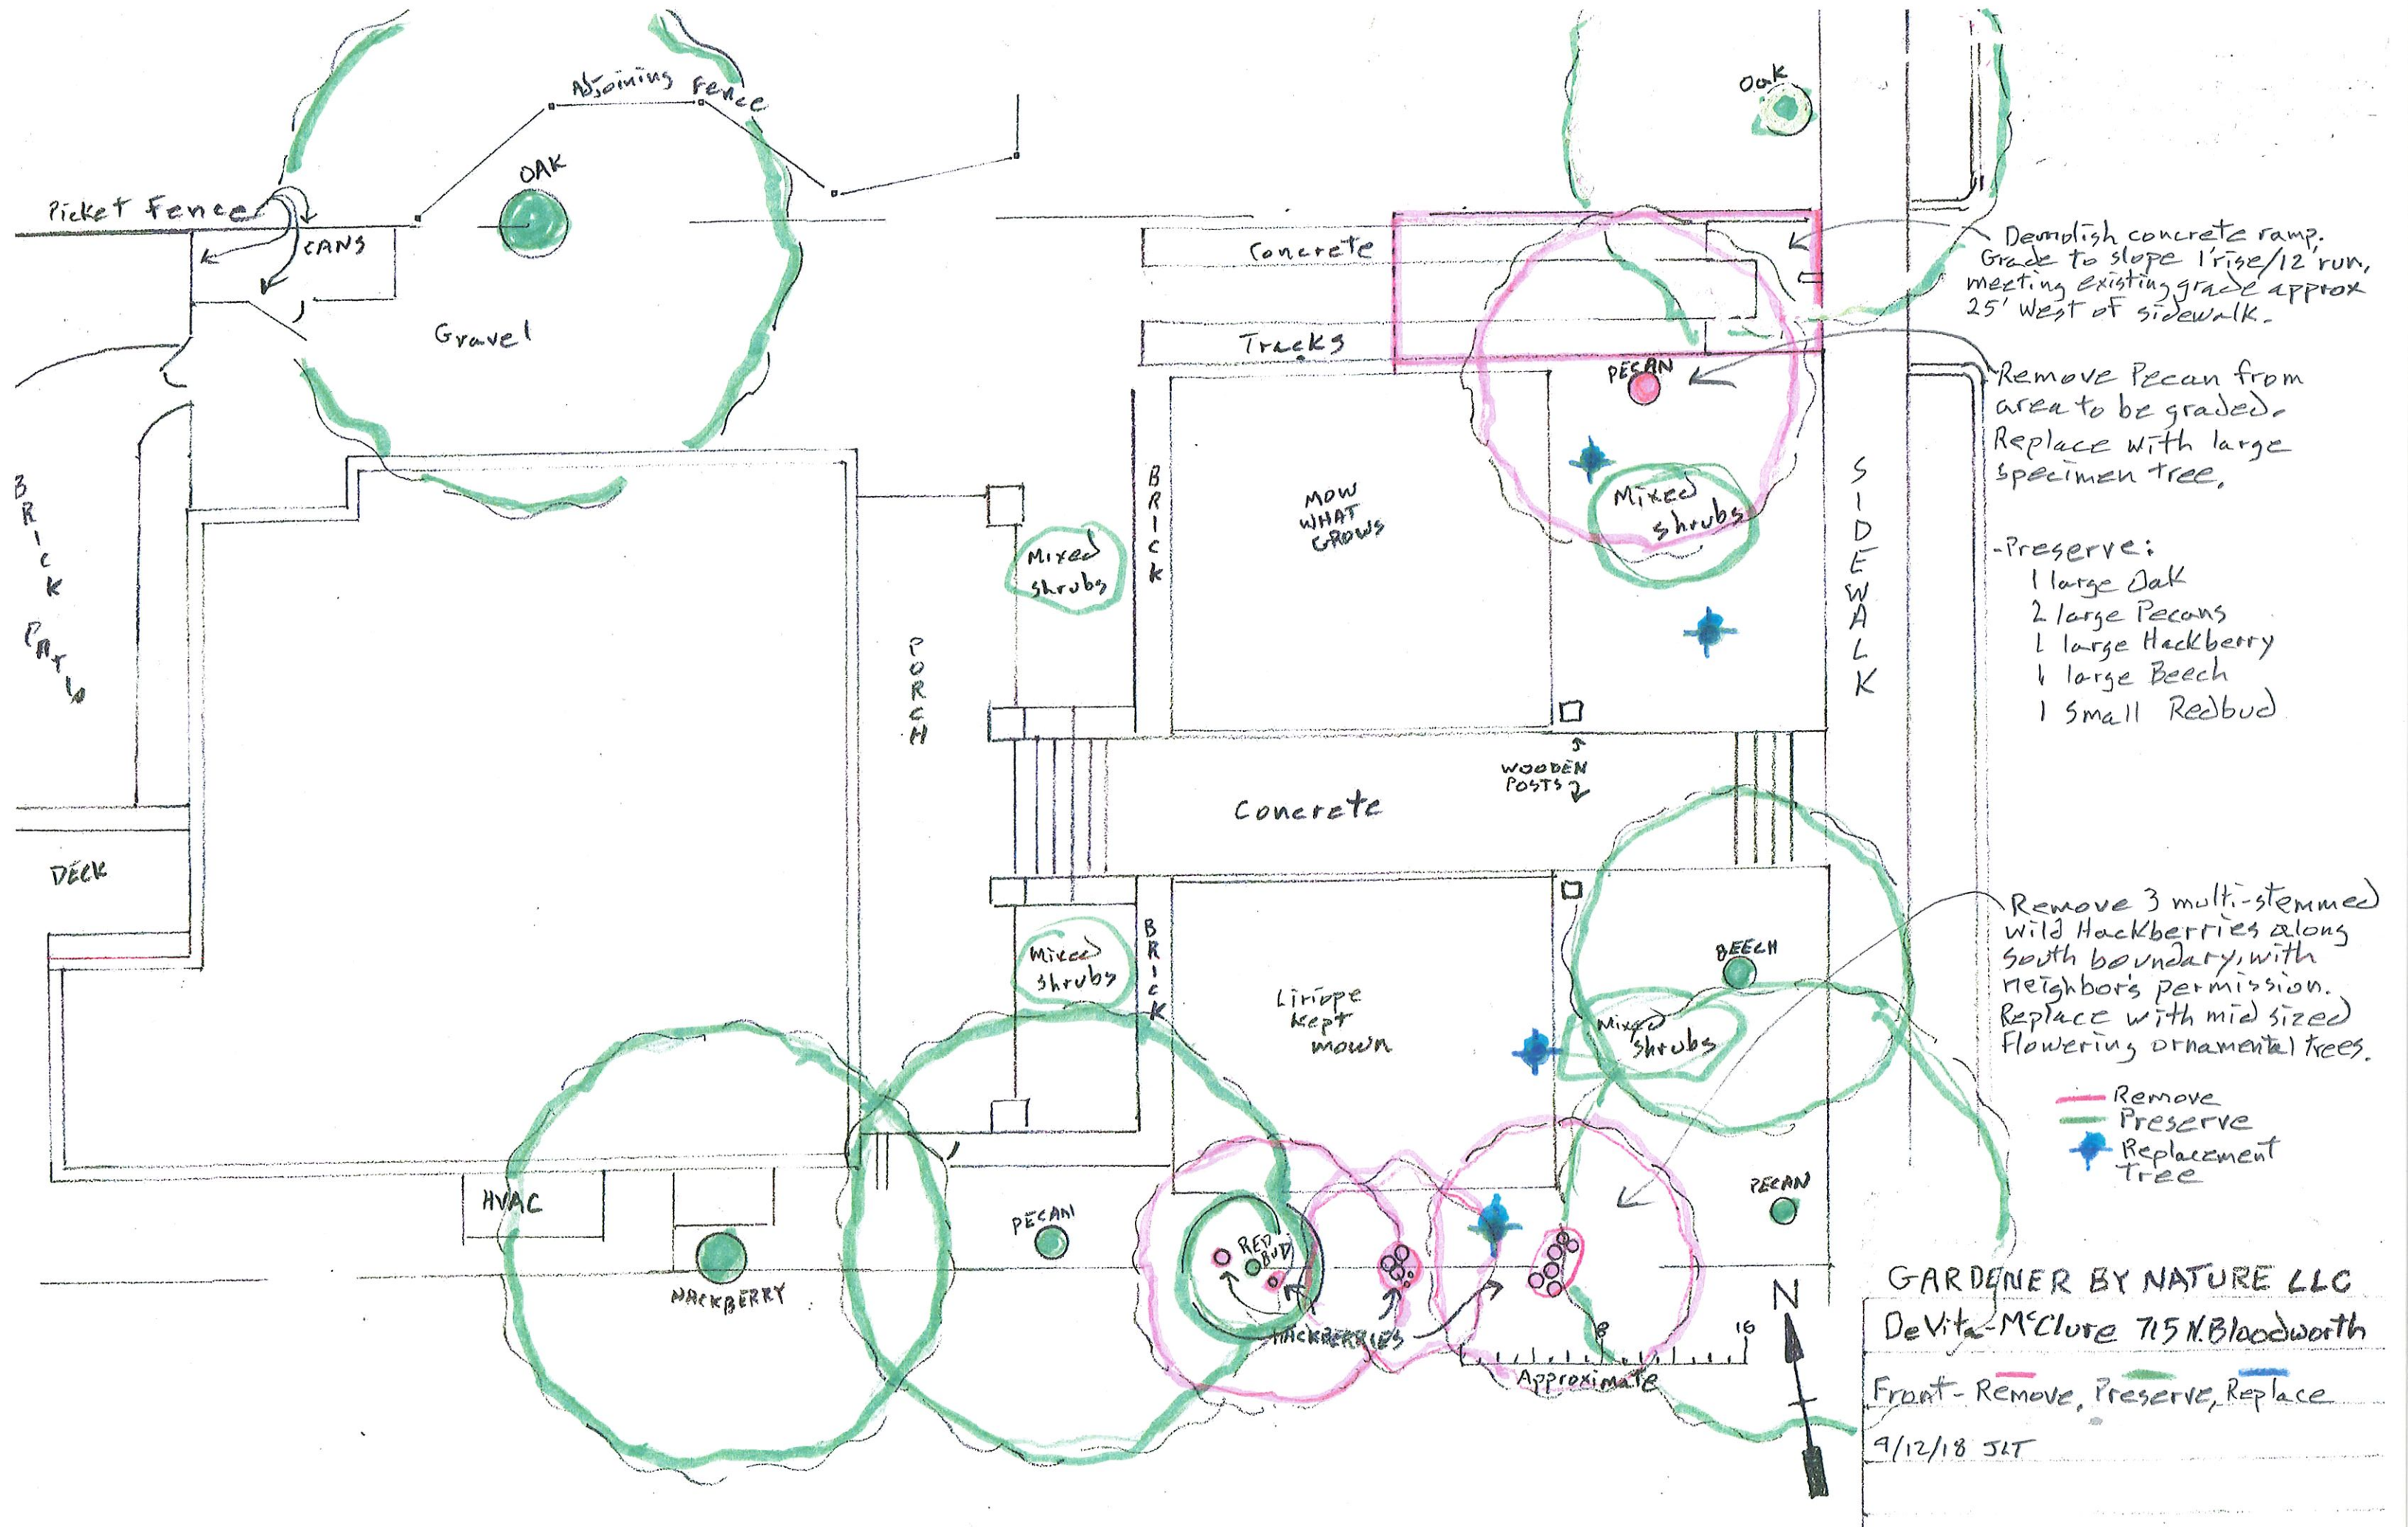 Adjoining Fence
Oak
OAK
Picket Fence
CANS
Gravel
Concrete
Tracks
Demolish concrete ramp.
Grade to slope 1'rise/12' run,
meeting existing grade approx
25' West of sidewalk.
PECAN
Remove Pecan from
area to be graded.
Replace with large
specimen tree.
BRICK PATIO
Mixed
shrubs
BRICK
MOW
WHAT
GROWS
Mixed
shrubs
SIDEWALK
-Preserve:
1 large Oak
2 large Pecans
1 large Hackberry
1 large Beech
1 small Redbud
PORCH
WOODEN
POSTS
Concrete
DECK
Mixed
shrubs
BRICK
Liriope
kept
mown
BEECH
Mixed
shrubs
Remove 3 multi-stemmed
wild Hackberries along
south boundary, with
neighbor's permission.
Replace with mid sized
flowering ornamental trees.
Remove
Preserve
Replacement
Tree
HVAC
HACKBERRY
PECAN
RED
BUD
HACKBERRIES
PECAN
8
16
Approximate
N
GARDENER BY NATURE LLC
DeVita-McClure 715 N. Bloodworth
Front- Remove, Preserve, Replace
9/12/18 JLT